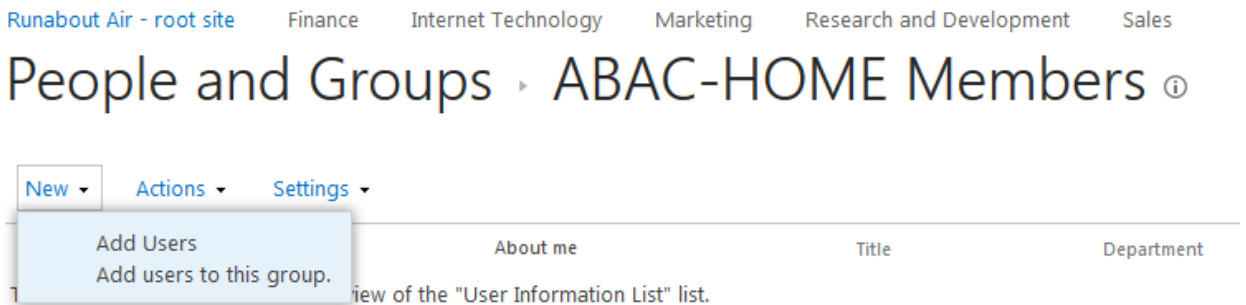 Runabout Air - root site Finance Internet Technology Marketing Research and Development Sales
People and Groups ▸ ABAC-HOME Members
New Actions Settings
Add Users
Add users to this group.
About me Title Department
iew of the "User Information List" list.